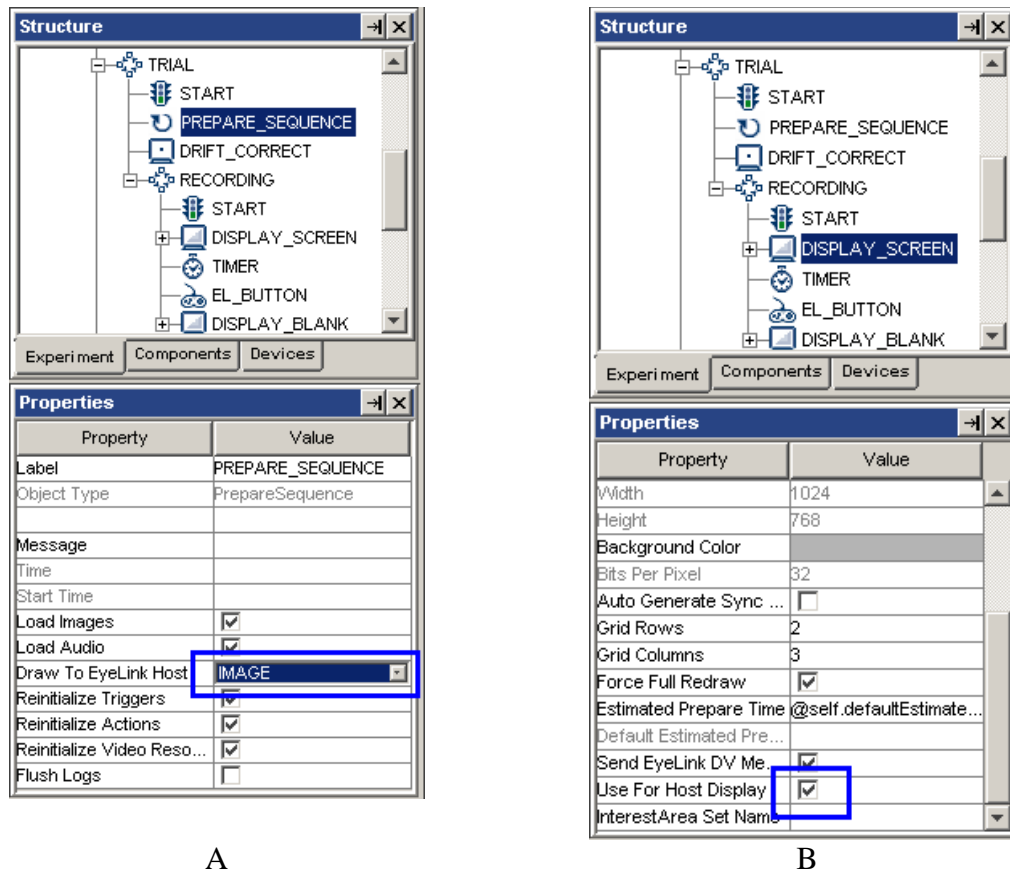 Structure
TRIAL
START
PREPARE_SEQUENCE
DRIFT_CORRECT
RECORDING
START
DISPLAY_SCREEN
TIMER
EL_BUTTON
DISPLAY_BLANK
Experiment Components Devices
Properties
Property Value
Label PREPARE_SEQUENCE
Object Type PrepareSequence
Message
Time
Start Time
Load Images
Load Audio
Draw To EyeLink Host IMAGE
Reinitialize Triggers
Reinitialize Actions
Reinitialize Video Reso...
Flush Logs
A
Structure
TRIAL
START
PREPARE_SEQUENCE
DRIFT_CORRECT
RECORDING
START
DISPLAY_SCREEN
TIMER
EL_BUTTON
DISPLAY_BLANK
Experiment Components Devices
Properties
Property Value
Width 1024
Height 768
Background Color
Bits Per Pixel 32
Auto Generate Sync ...
Grid Rows 2
Grid Columns 3
Force Full Redraw
Estimated Prepare Time @self.defaultEstimate...
Default Estimated Pre...
Send EyeLink DV Me...
Use For Host Display
InterestArea Set Name
B